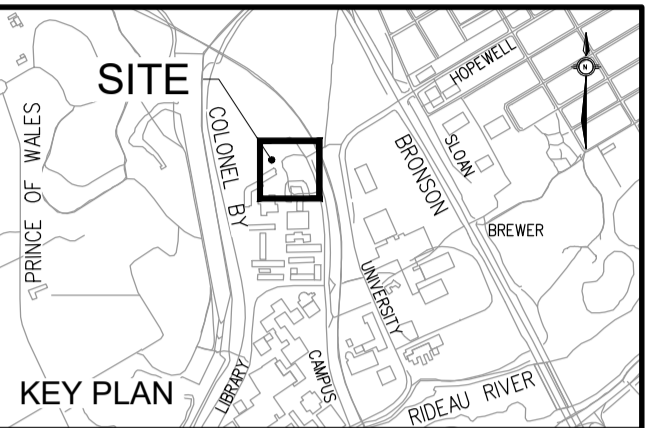 SITE
HOPEWELL
N
PRINCE OF WALES
COLONEL BY
BRONSON
SLOAN
BREWER
UNIVERSITY
LIBRARY
CAMPUS
KEY PLAN
RIDEAU RIVER